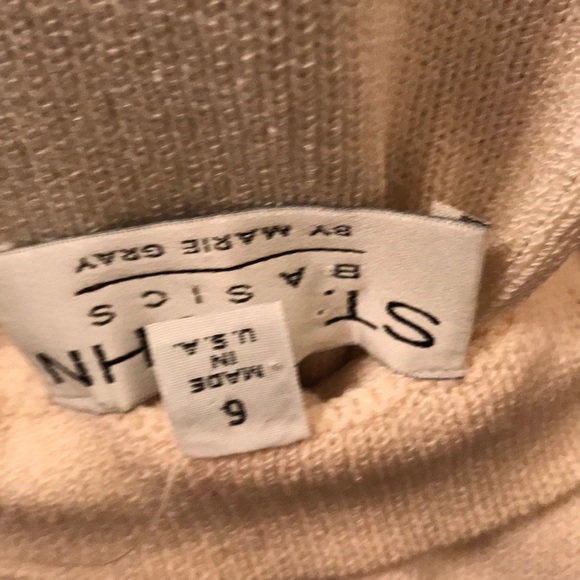 ST. HN
BASICS
BY MARIE GRAY
6
MADE
IN
U.S.A.